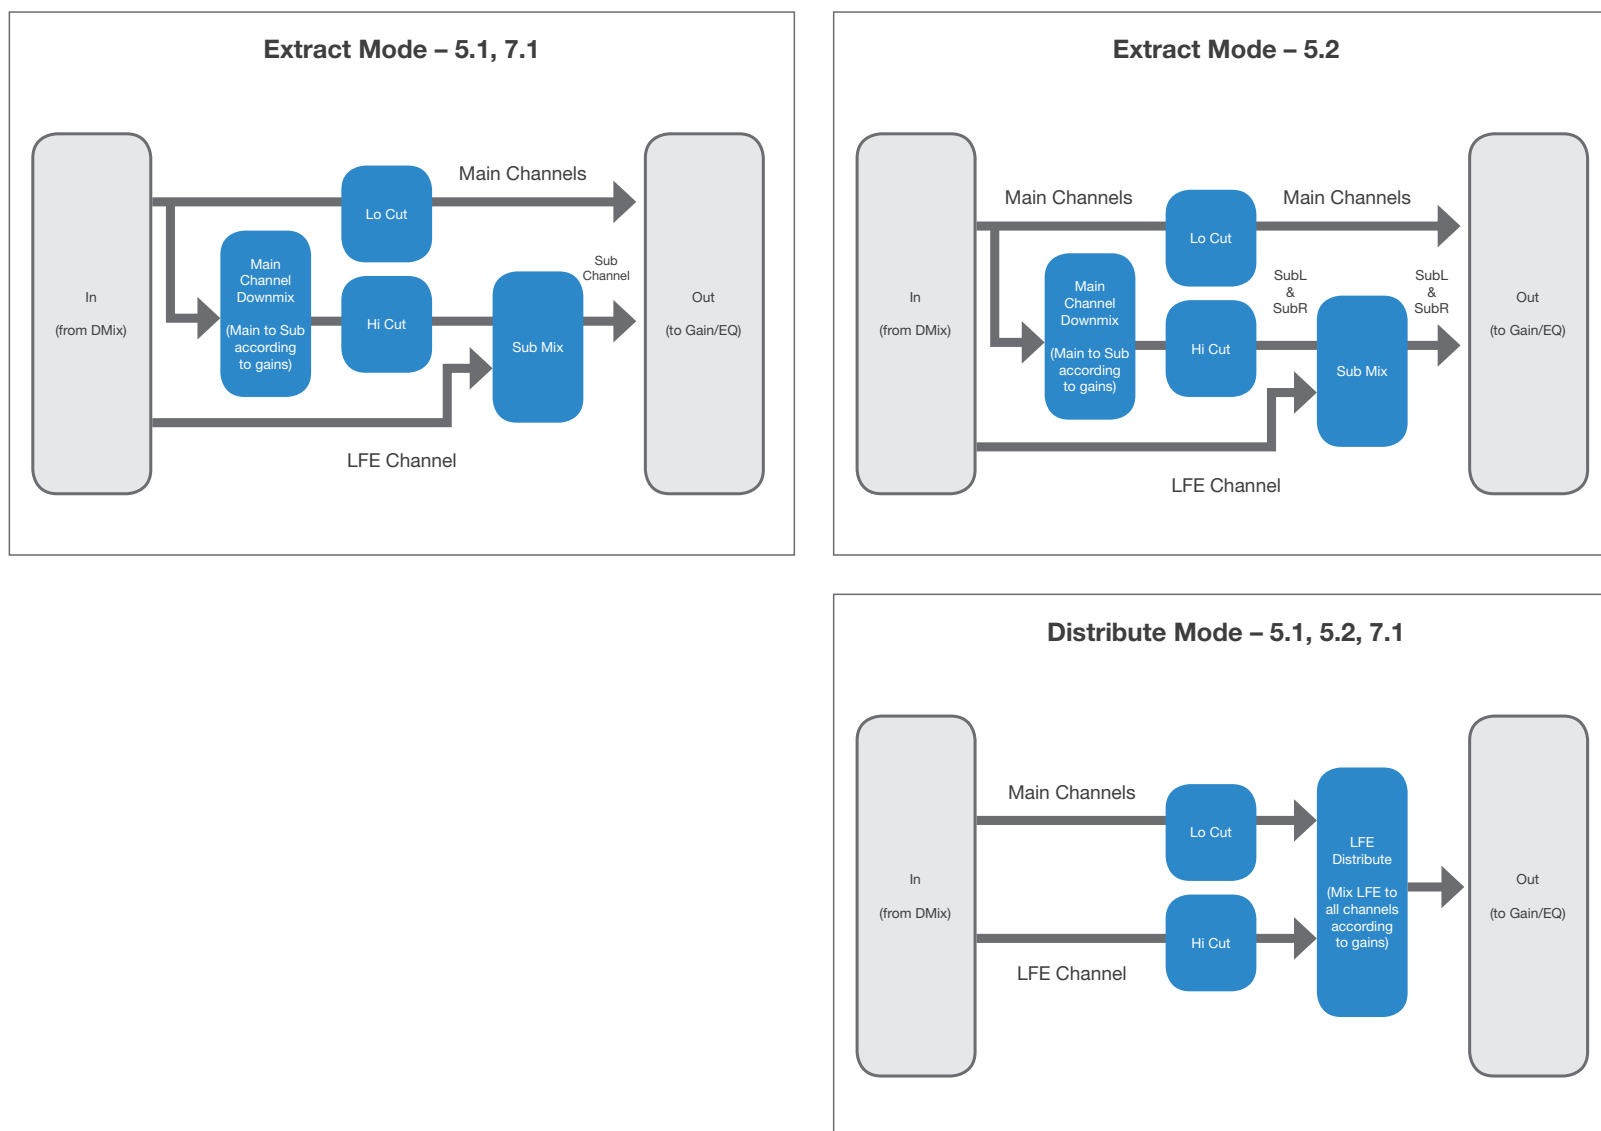 Extract Mode – 5.1, 7.1
Main Channels
Lo Cut
Main
Channel
Downmix
(Main to Sub
according
to gains)
Sub
Channel
In
(from DMix)
Hi Cut
Sub Mix
Out
(to Gain/EQ)
LFE Channel
Extract Mode – 5.2
Main Channels
Main Channels
Lo Cut
Main
Channel
Downmix
(Main to Sub
according
to gains)
SubL
&
SubR
SubL
&
SubR
In
(from DMix)
Hi Cut
Sub Mix
Out
(to Gain/EQ)
LFE Channel
Distribute Mode – 5.1, 5.2, 7.1
Main Channels
Lo Cut
LFE
Distribute
(Mix LFE to
all channels
according
to gains)
In
(from DMix)
Hi Cut
Out
(to Gain/EQ)
LFE Channel